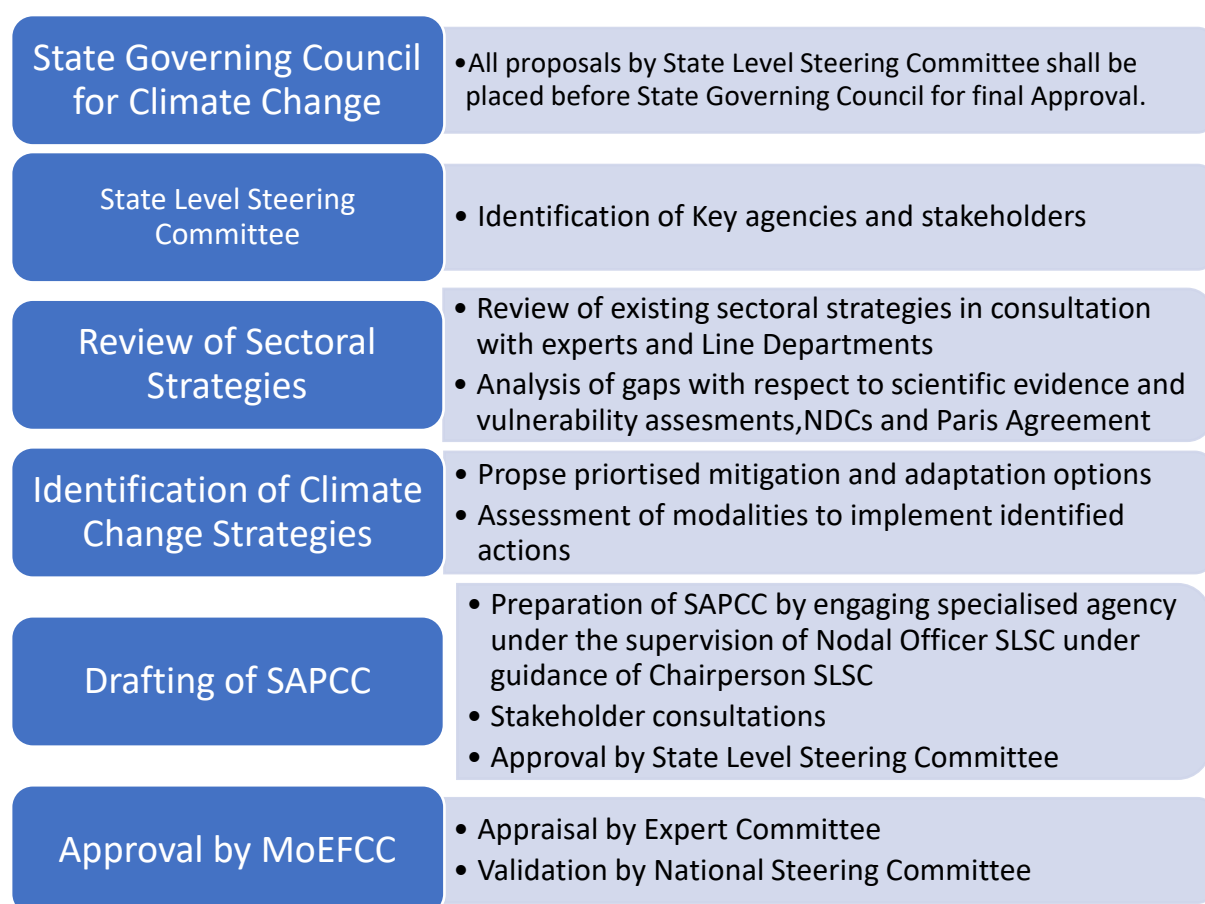 State Governing Council
for Climate Change
•All proposals by State Level Steering Committee shall be
placed before State Governing Council for final Approval.
State Level Steering
Committee
• Identification of Key agencies and stakeholders
Review of Sectoral
Strategies
• Review of existing sectoral strategies in consultation
with experts and Line Departments
• Analysis of gaps with respect to scientific evidence and
vulnerability assesments,NDCs and Paris Agreement
Identification of Climate
Change Strategies
• Propse priortised mitigation and adaptation options
• Assessment of modalities to implement identified
actions
Drafting of SAPCC
• Preparation of SAPCC by engaging specialised agency
under the supervision of Nodal Officer SLSC under
guidance of Chairperson SLSC
• Stakeholder consultations
• Approval by State Level Steering Committee
Approval by MoEFCC
• Appraisal by Expert Committee
• Validation by National Steering Committee